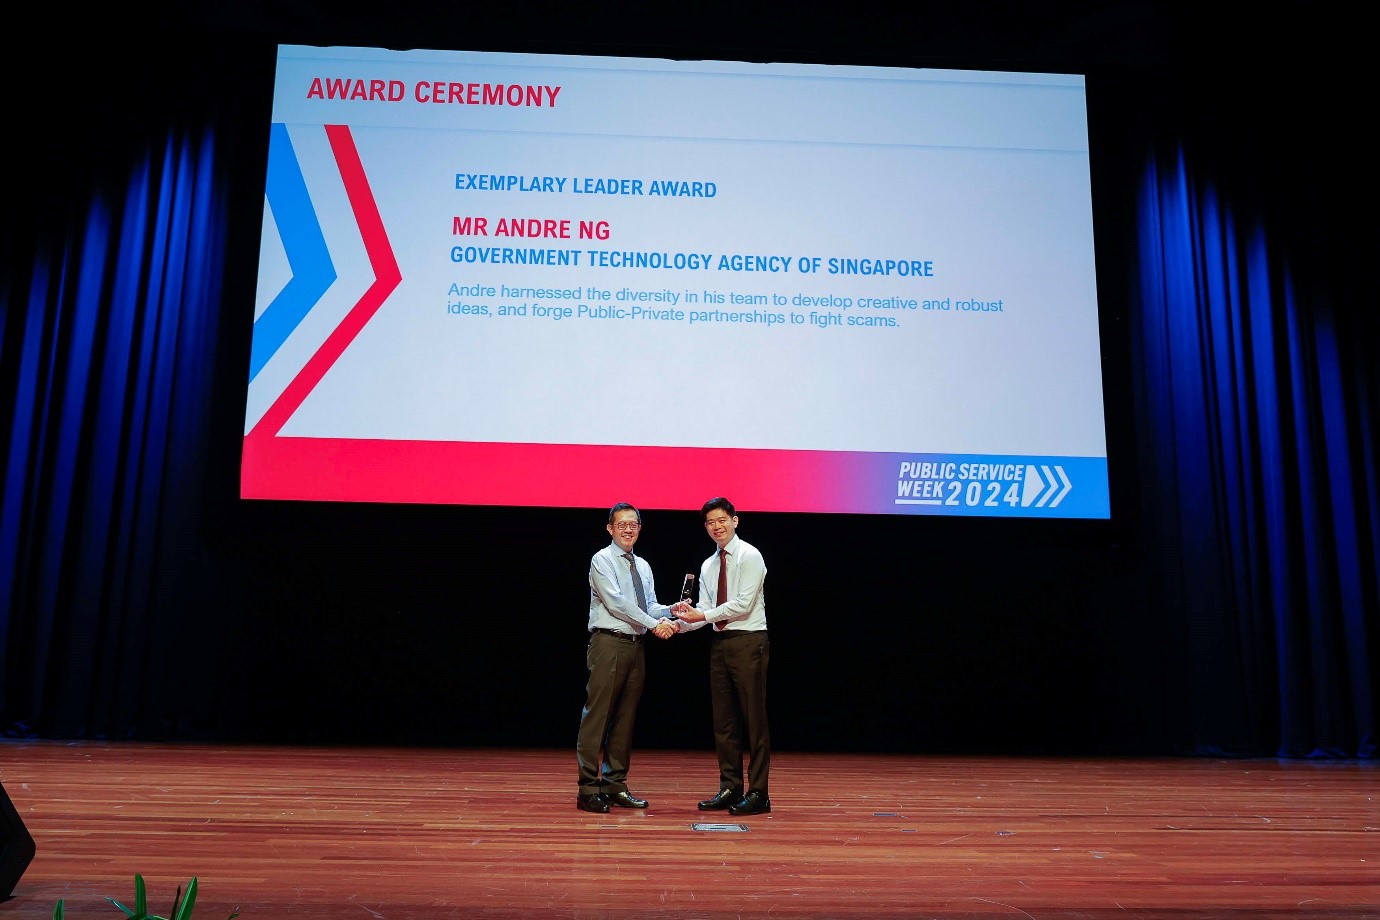 AWARD CEREMONY
EXEMPLARY LEADER AWARD
MR ANDRE NG
GOVERNMENT TECHNOLOGY AGENCY OF SINGAPORE
Andre harnessed the diversity in his team to develop creative and robust
ideas, and forge Public-Private partnerships to fight scams.
PUBLIC SERVICE
WEEK 2024